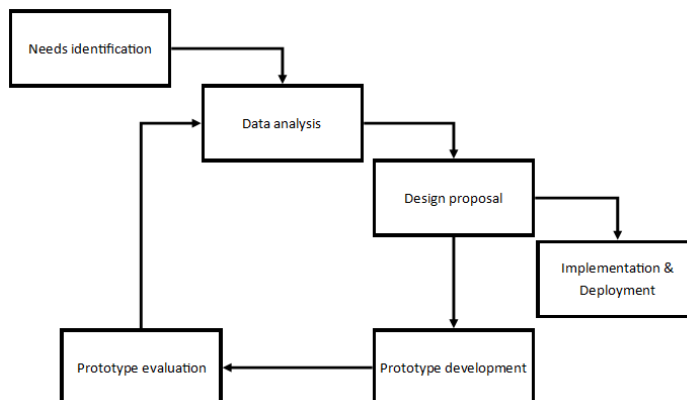 Needs identification
Data analysis
Design proposal
Implementation &
Deployment
Prototype evaluation
Prototype development